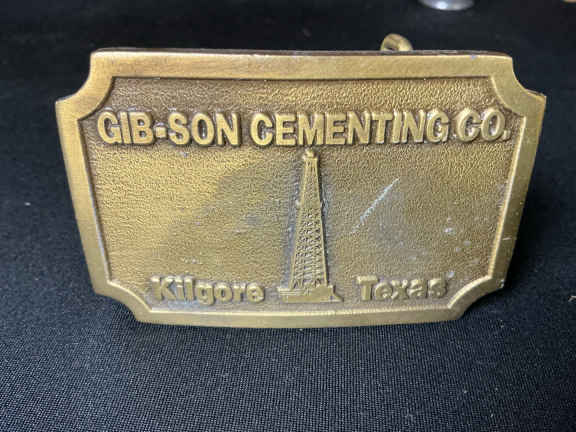 GIB-SON CEMENTING CO.
Kilgore Texas